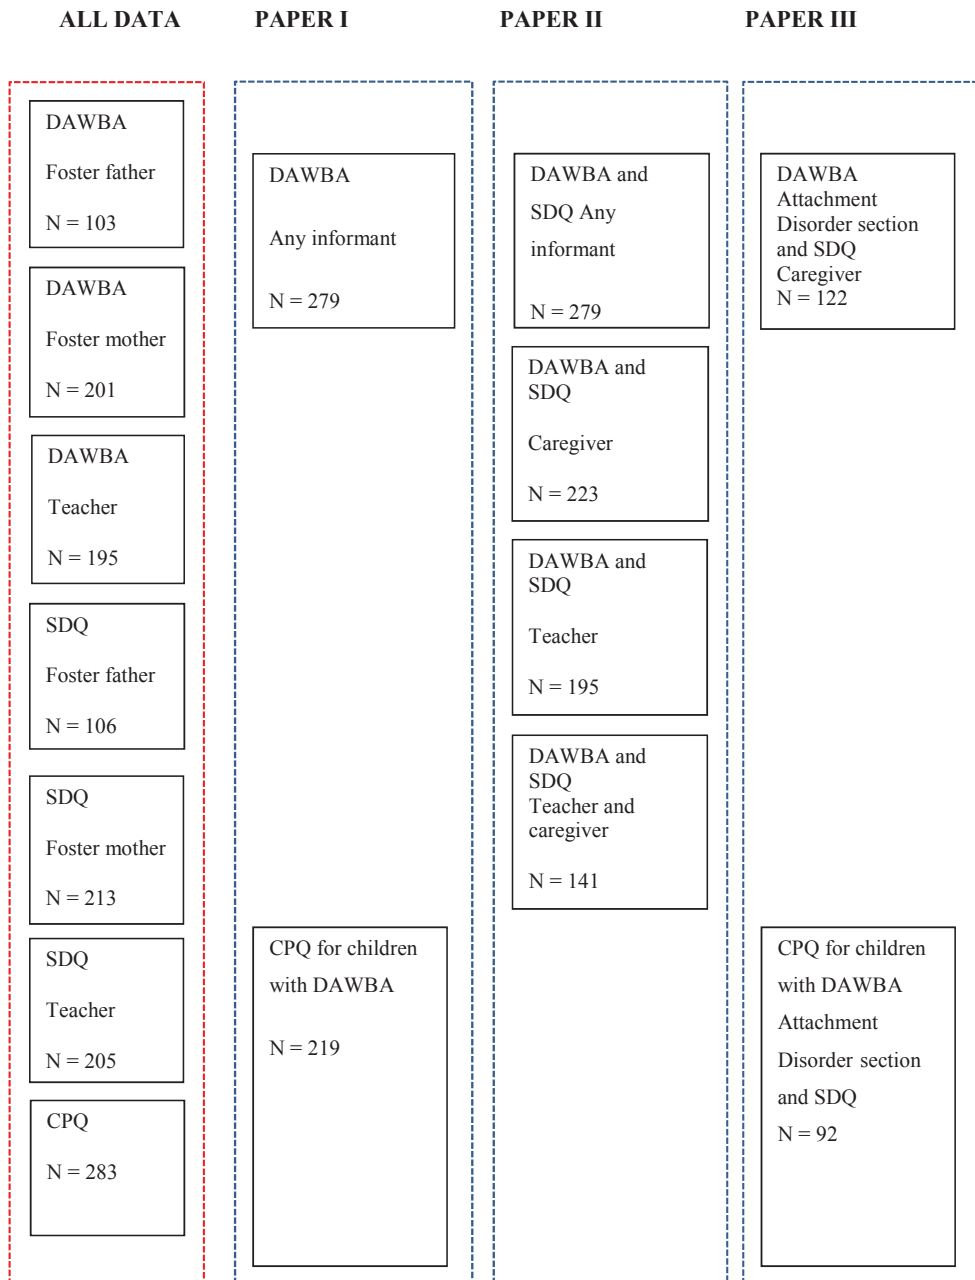 ALL DATA
PAPER I
PAPER II
PAPER III
DAWBA
Foster father
N = 103
DAWBA
Foster mother
N = 201
DAWBA
Teacher
N = 195
SDQ
Foster father
N = 106
SDQ
Foster mother
N = 213
SDQ
Teacher
N = 205
CPQ
N = 283
DAWBA
Any informant
N = 279
CPQ for children
with DAWBA
N = 219
DAWBA and
SDQ Any
informant
N = 279
DAWBA and
SDQ
Caregiver
N = 223
DAWBA and
SDQ
Teacher
N = 195
DAWBA and
SDQ
Teacher and
caregiver
N = 141
DAWBA
Attachment
Disorder section
and SDQ
Caregiver
N = 122
CPQ for children
with DAWBA
Attachment
Disorder section
and SDQ
N = 92